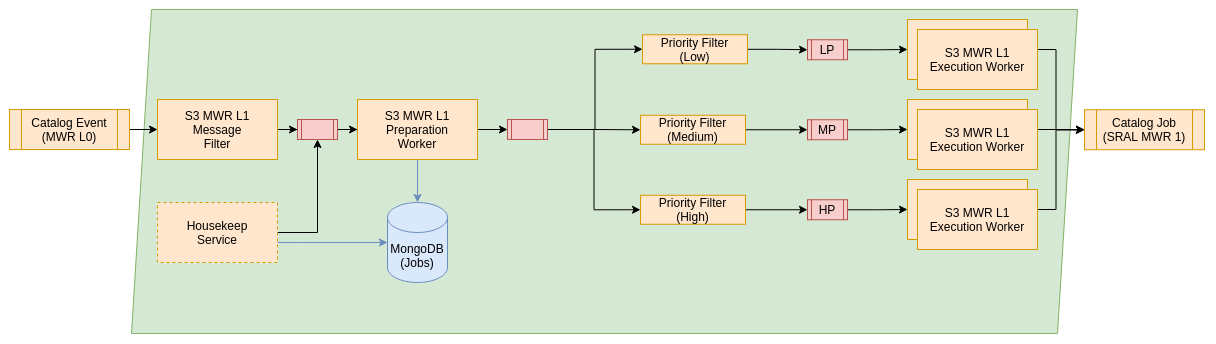 Catalog Event
(MWR L0)
S3 MWR L1
Message
Filter
S3 MWR L1
Preparation
Worker
Housekeep
Service
MongoDB
(Jobs)
Priority Filter
(Low)
LP
S3 MWR L1
Execution Worker
Priority Filter
(Medium)
MP
S3 MWR L1
Execution Worker
Priority Filter
(High)
HP
S3 MWR L1
Execution Worker
Catalog Job
(SRAL MWR 1)